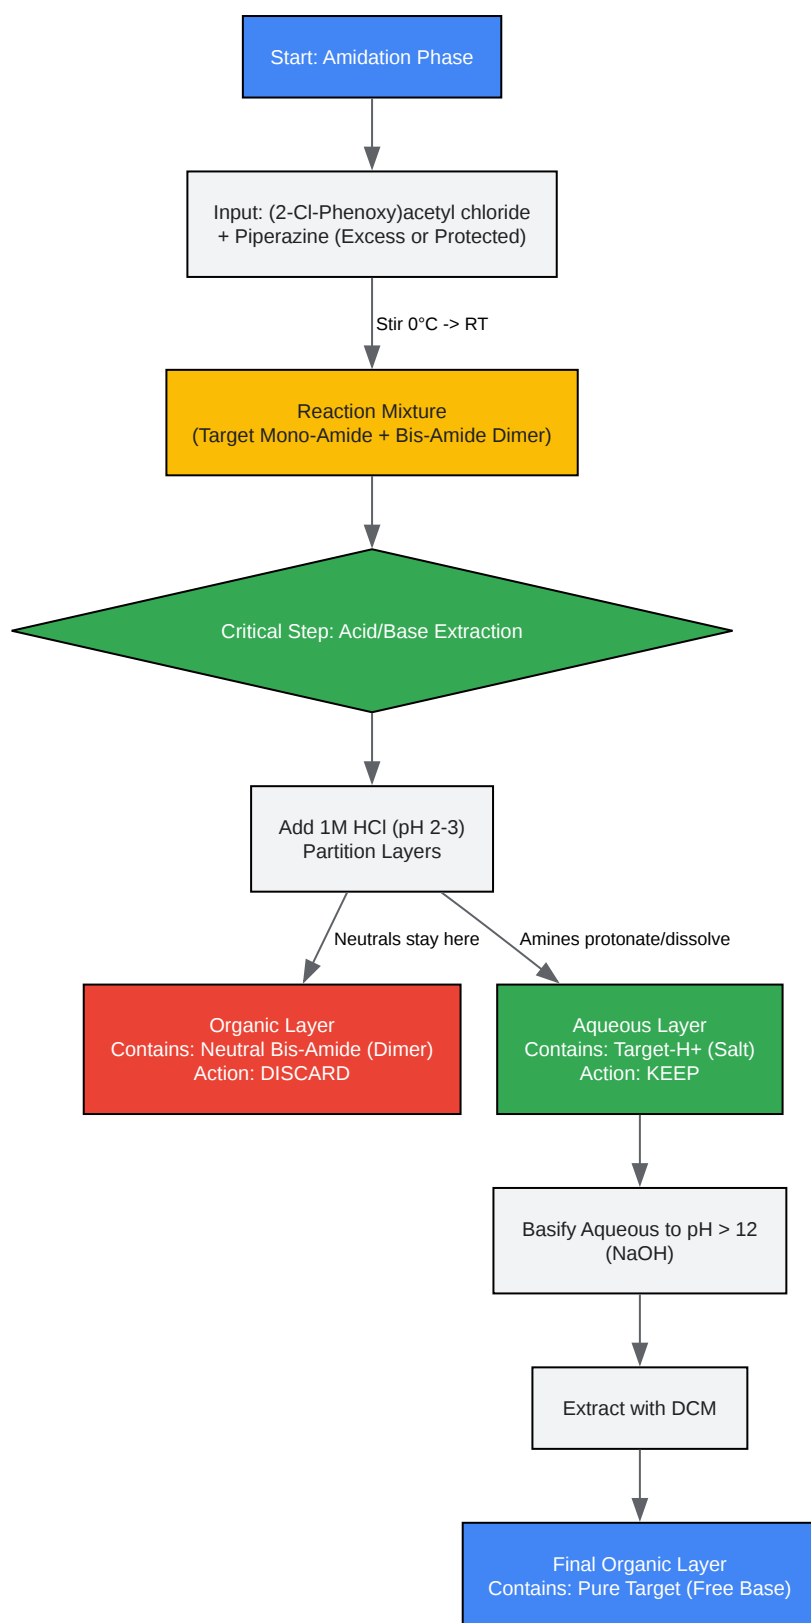 Start: Amidation Phase
Input: (2-Cl-Phenoxy)acetyl chloride
+ Piperazine (Excess or Protected)
Stir 0°C -> RT
Reaction Mixture
(Target Mono-Amide + Bis-Amide Dimer)
Critical Step: Acid/Base Extraction
Add 1M HCl (pH 2-3)
Partition Layers
Neutrals stay here
Amines protonate/dissolve
Organic Layer
Contains: Neutral Bis-Amide (Dimer)
Action: DISCARD
Aqueous Layer
Contains: Target-H+ (Salt)
Action: KEEP
Basify Aqueous to pH > 12
(NaOH)
Extract with DCM
Final Organic Layer
Contains: Pure Target (Free Base)